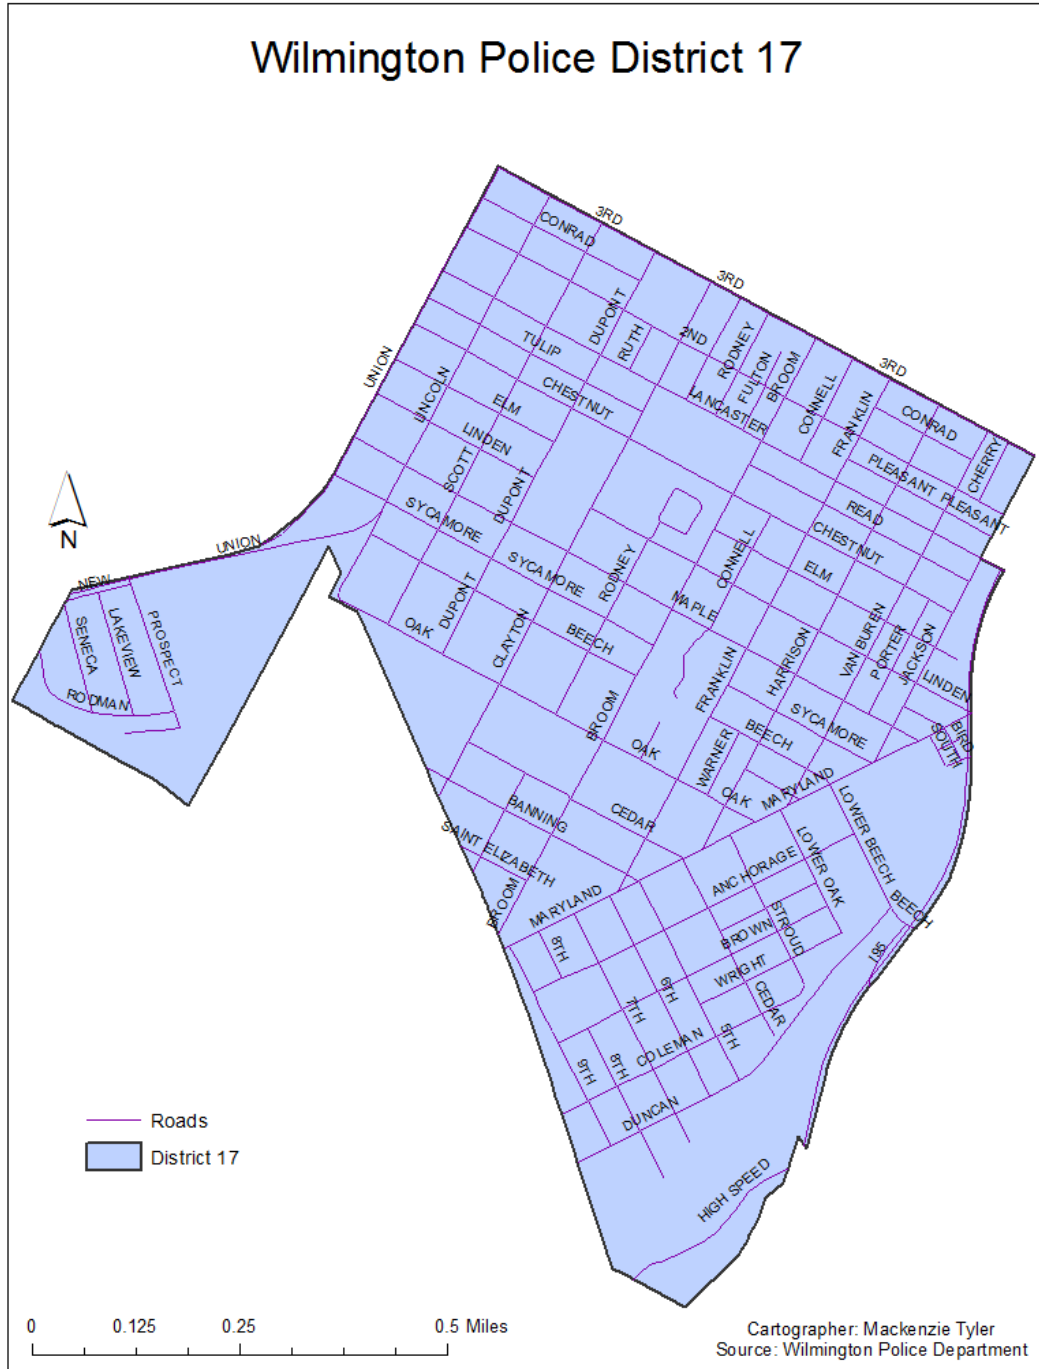 Wilmington Police District 17
3RD
CONRAD
3RD
DUPONT
RUTH
2ND
RODNEY
FULTON
BROOM
3RD
UNION
TULIP
CONNELL
LINCOLN
CHESTNUT
LANCASTER
FRANKLIN
CONRAD
ELM
LINDEN
SCOTT
CHERRY
PLEASANT
PLEASANT
DUPONT
READ
SYCAMORE
CHESTNUT
N
UNION
SYCAMORE
RODNEY
CONNELL
ELM
NEW
MAPLE
SENECA
LAKEVIEW
PROSPECT
DUPONT
OAK
CLAYTON
BEECH
VAN BUREN
PORTER
JACKSON
HARRISON
FRANKLIN
LINDEN
RODMAN
BROOM
SYCAMORE
BEECH
BIRD
SOUTH
OAK
WARNER
OAK
MARYLAND
BANNING
CEDAR
LOWER BEECH
SAINT ELIZABETH
LOWER OAK
ANCHORAGE
BROOM
MARYLAND
BEECH
STROUD
BROWN
8TH
I95
WRIGHT
6TH
7TH
CEDAR
5TH
COLEMAN
9TH
8TH
DUNCAN
Roads
District 17
HIGH SPEED
0 0.125 0.25 0.5 Miles
Cartographer: Mackenzie Tyler
Source: Wilmington Police Department